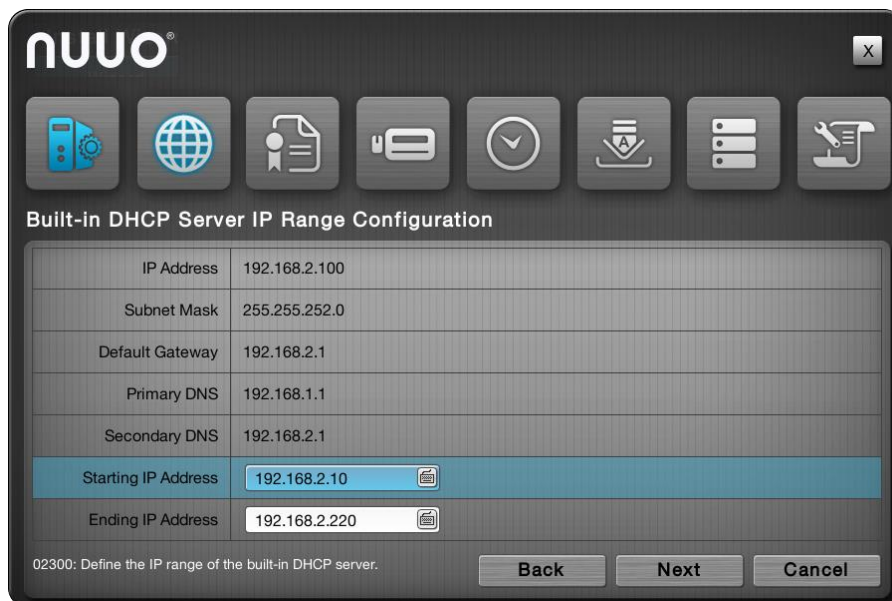 nuuo®
X
A
Built-in DHCP Server IP Range Configuration
IP Address 192.168.2.100
Subnet Mask 255.255.252.0
Default Gateway 192.168.2.1
Primary DNS 192.168.1.1
Secondary DNS 192.168.2.1
Starting IP Address 192.168.2.10
Ending IP Address 192.168.2.220
02300: Define the IP range of the built-in DHCP server.
Back Next Cancel